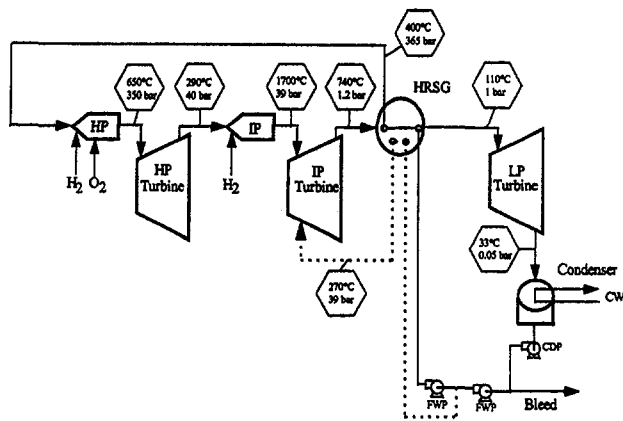 400°C
365 bar
650°C
350 bar
290°C
40 bar
1700°C
39 bar
740°C
1.2 bar
HRSG
110°C
1 bar
HP
IP
H2
O2
HP
Turbine
H2
IP
Turbine
LP
Turbine
270°C
39 bar
33°C
0.05 bar
Condenser
CW
CDP
FWP
FWP
Bleed